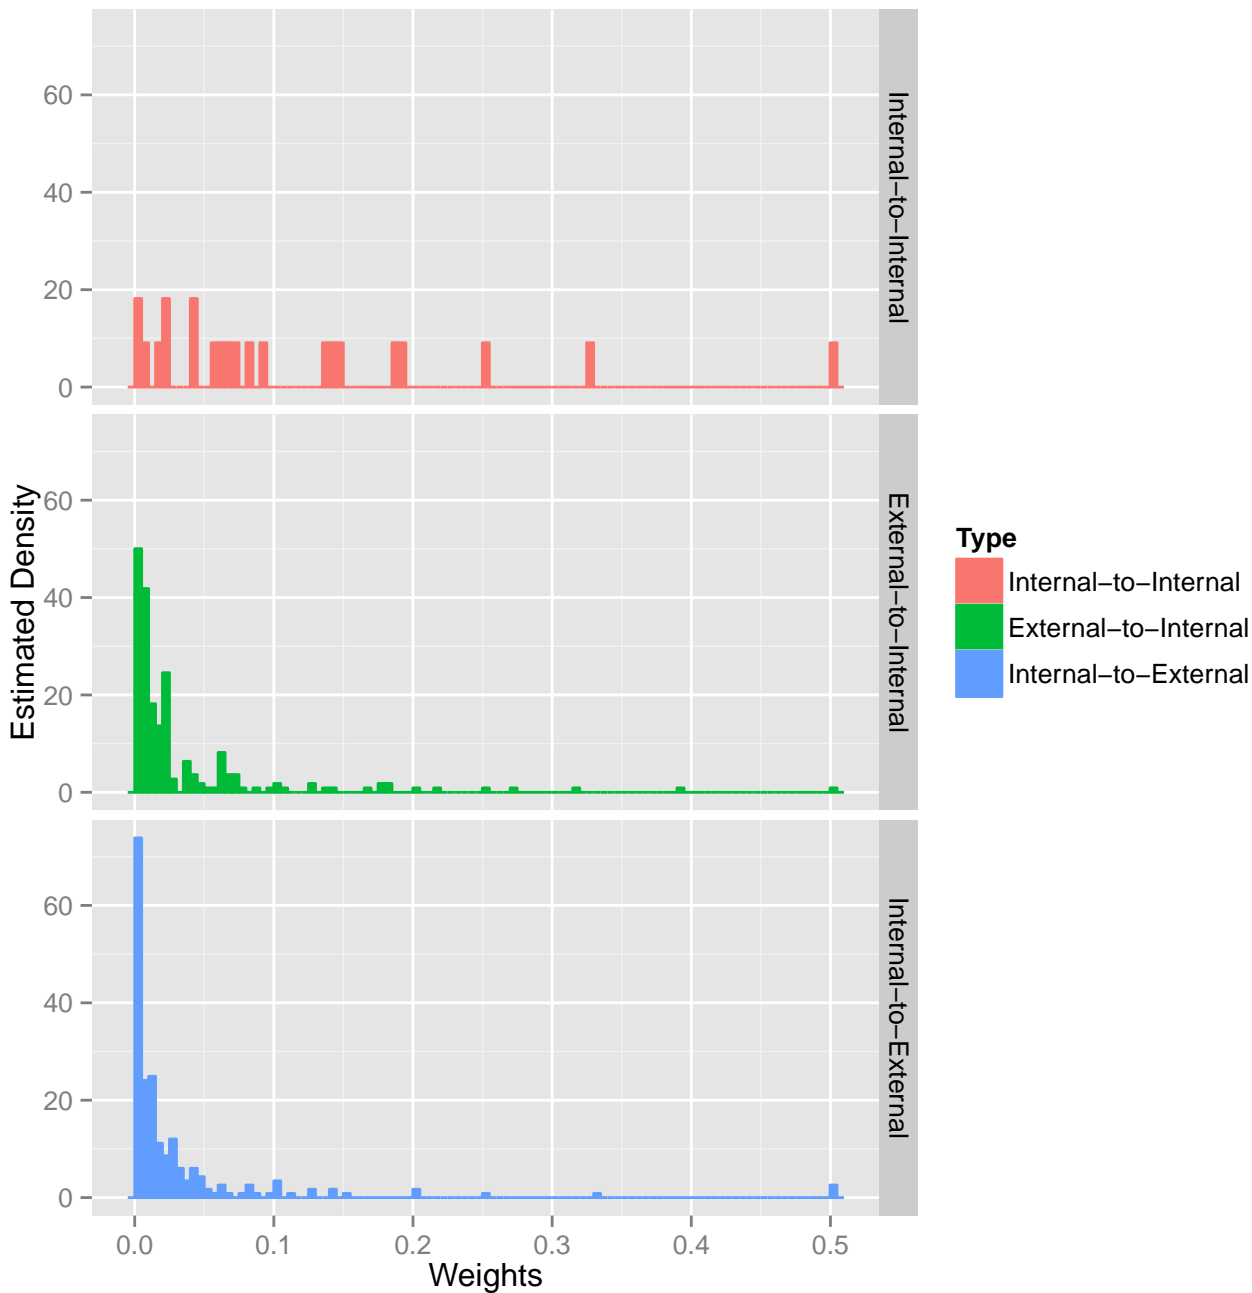 60
40
20
0
Internal−to−Internal
Estimated Density
60
40
20
0
External−to−Internal
60
40
20
0
Internal−to−External
0.0 0.1 0.2 0.3 0.4 0.5
Weights
Type
Internal−to−Internal
External−to−Internal
Internal−to−External